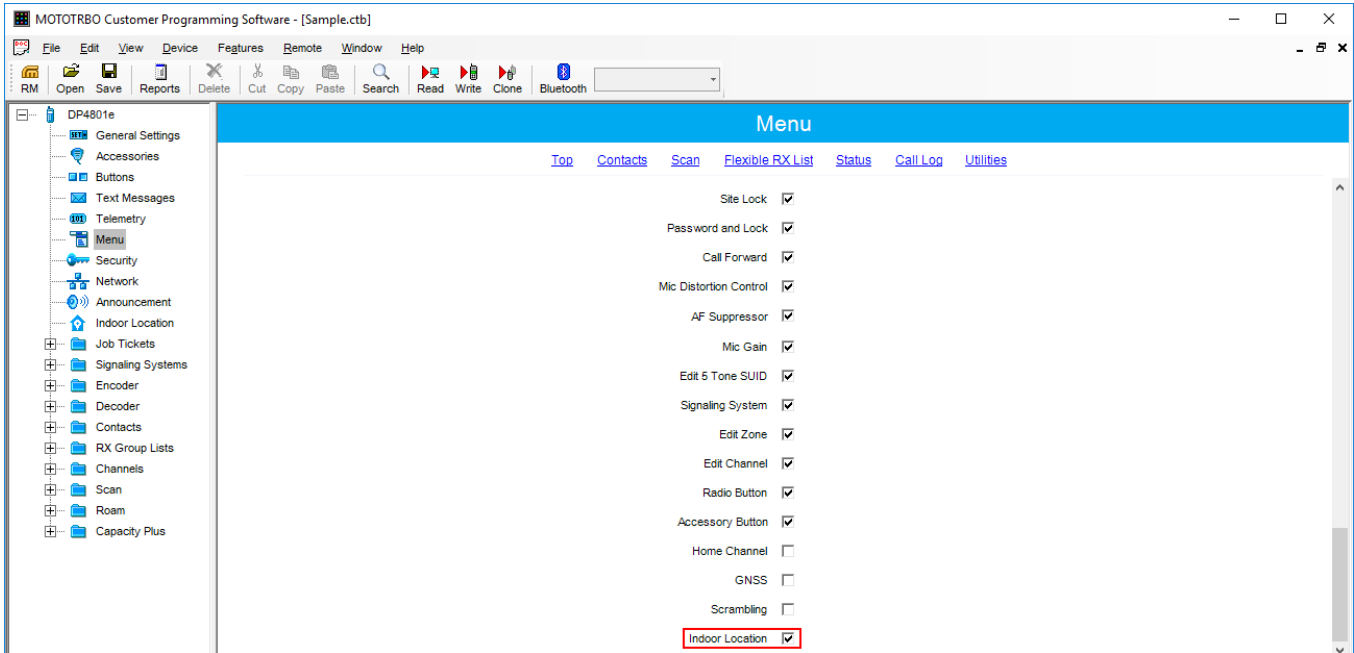 MOTOTRBO Customer Programming Software - [Sample.ctb]
File Edit View Device Features Remote Window Help
RM Open Save Reports Delete Cut Copy Paste Search Read Write Clone Bluetooth
DP4801e
General Settings
Accessories
Buttons
Text Messages
Telemetry
Menu
Security
Network
Announcement
Indoor Location
Job Tickets
Signaling Systems
Encoder
Decoder
Contacts
RX Group Lists
Channels
Scan
Roam
Capacity Plus
Menu
Top Contacts Scan Flexible RX List Status Call Log Utilities
Site Lock
Password and Lock
Call Forward
Mic Distortion Control
AF Suppressor
Mic Gain
Edit 5 Tone SUID
Signaling System
Edit Zone
Edit Channel
Radio Button
Accessory Button
Home Channel
GNSS
Scrambling
Indoor Location